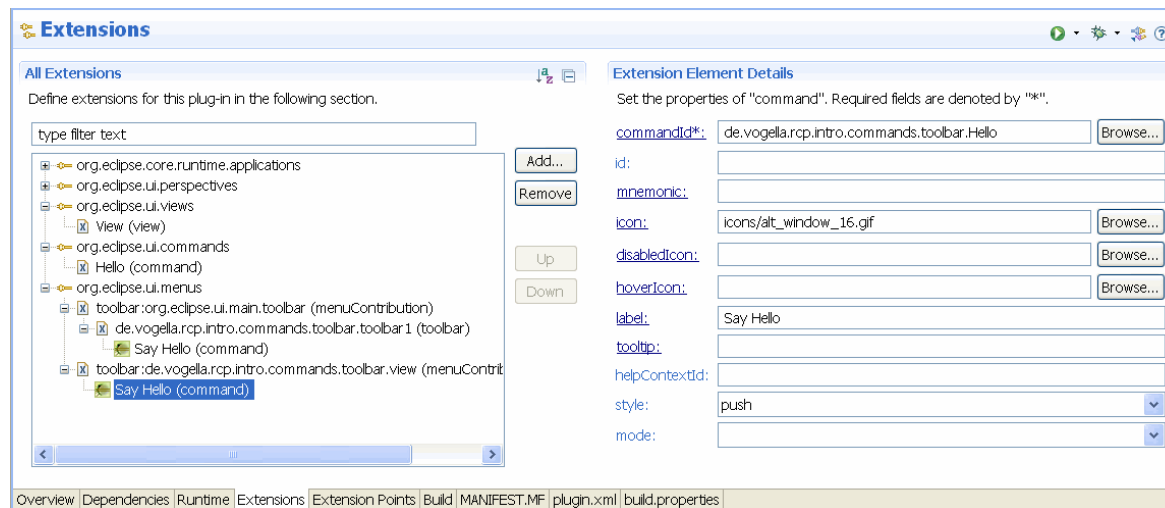 Extensions
All Extensions
Define extensions for this plug-in in the following section.
type filter text
org.eclipse.core.runtime.applications
org.eclipse.ui.perspectives
org.eclipse.ui.views
View (view)
org.eclipse.ui.commands
Hello (command)
org.eclipse.ui.menus
toolbar:org.eclipse.ui.main.toolbar (menuContribution)
de.vogella.rcp.intro.commands.toolbar.toolbar1 (toolbar)
Say Hello (command)
toolbar:de.vogella.rcp.intro.commands.toolbar.view (menuContrib
Say Hello (command)
Add...
Remove
Up
Down
Extension Element Details
Set the properties of "command". Required fields are denoted by "*".
commandId*: de.vogella.rcp.intro.commands.toolbar.Hello Browse...
id:
mnemonic:
icon: icons/alt_window_16.gif Browse...
disabledIcon: Browse...
hoverIcon: Browse...
label: Say Hello
tooltip:
helpContextId:
style: push
mode:
Overview Dependencies Runtime Extensions Extension Points Build MANIFEST.MF plugin.xml build.properties